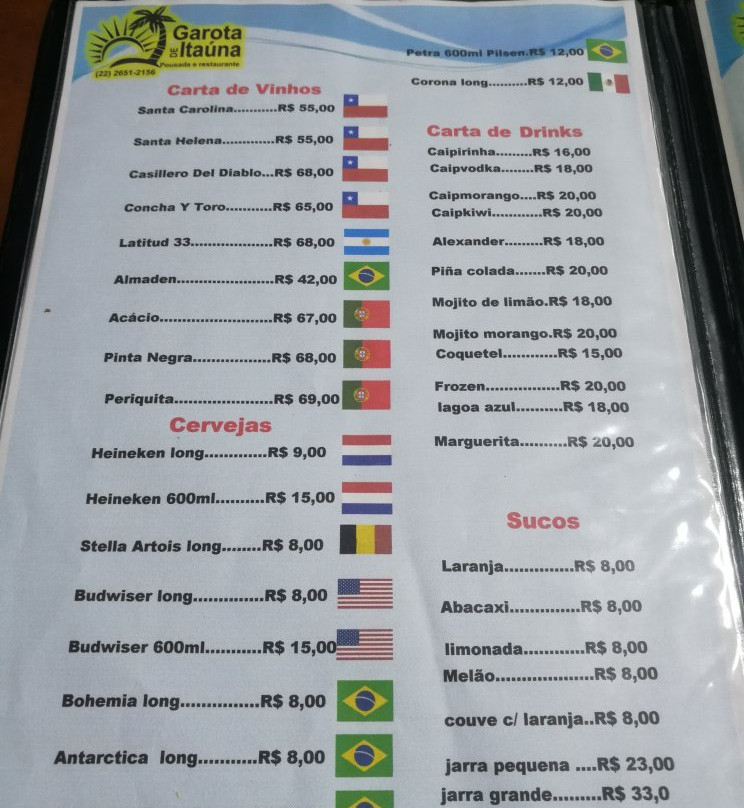 Garota
DE Itaúna
Pousada e restaurante
(22) 2651-2156
Carta de Vinhos
Santa Carolina...........R$ 55,00
Santa Helena.............R$ 55,00
Casillero Del Diablo...R$ 68,00
Concha Y Toro...........R$ 65,00
Latitud 33...................R$ 68,00
Almaden.......................R$ 42,00
Acácio..........................R$ 67,00
Pinta Negra..................R$ 68,00
Periquita.......................R$ 69,00
Cervejas
Heineken long.............R$ 9,00
Heineken 600ml..........R$ 15,00
Stella Artois long........R$ 8,00
Budwiser long..............R$ 8,00
Budwiser 600ml...........R$ 15,00
Bohemia long................R$ 8,00
Antarctica long............R$ 8,00
Petra 600ml Pilsen.R$ 12,00
Corona long..........R$ 12,00
Carta de Drinks
Caipirinha.........R$ 16,00
Caipvodka........R$ 18,00
Caipmorango....R$ 20,00
Caipkiwi............R$ 20,00
Alexander.........R$ 18,00
Piña colada.......R$ 20,00
Mojito de limão.R$ 18,00
Mojito morango.R$ 20,00
Coquetel............R$ 15,00
Frozen................R$ 20,00
lagoa azul..........R$ 18,00
Marguerita..........R$ 20,00
Sucos
Laranja..............R$ 8,00
Abacaxi..............R$ 8,00
limonada............R$ 8,00
Melão....................R$ 8,00
couve c/ laranja..R$ 8,00
jarra pequena ....R$ 23,00
jarra grande.........R$ 33,0